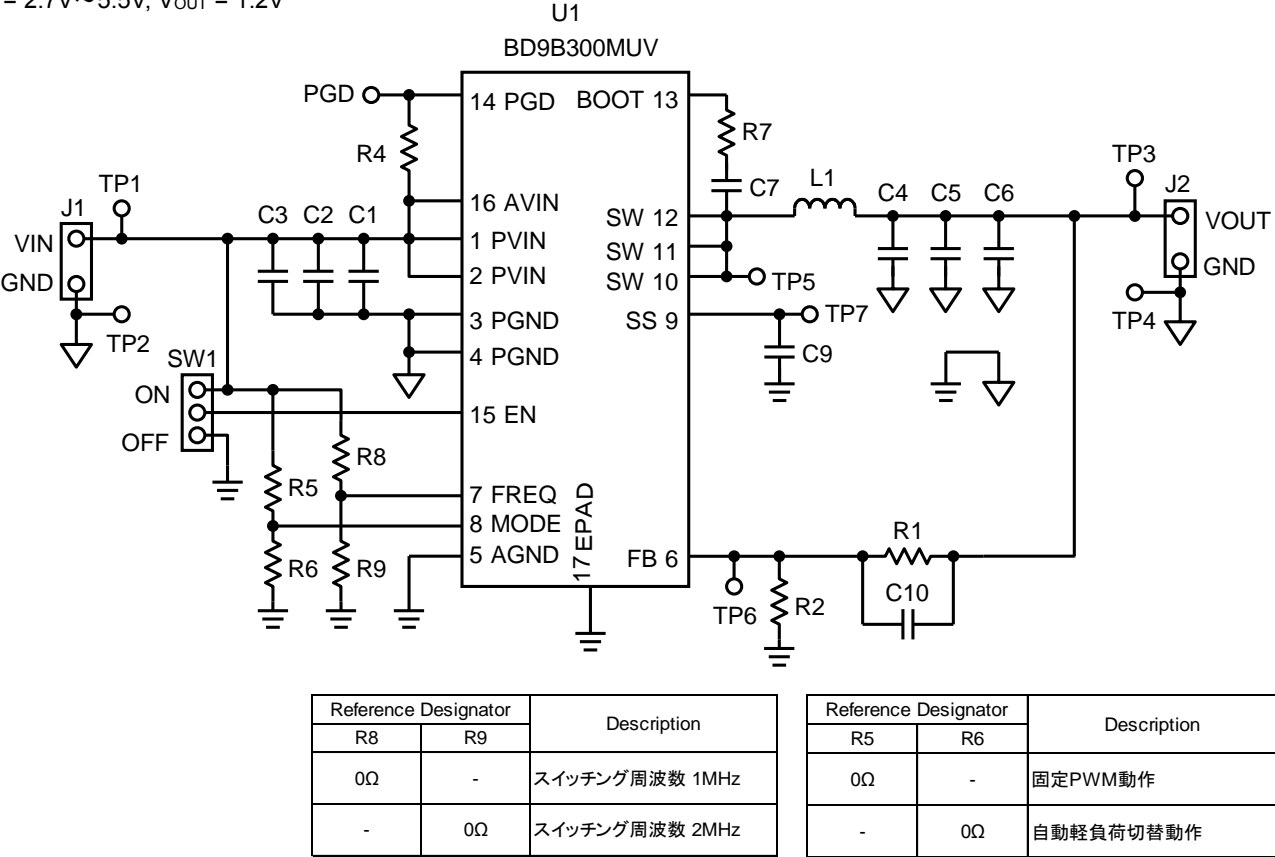 = 2.7V~5.5V, VOUT = 1.2V
U1
BD9B300MUV
PGD
14 PGD
BOOT 13
R4
R7
TP1
J1
VIN
GND
TP2
C3
C2
C1
16 AVIN
1 PVIN
2 PVIN
3 PGND
4 PGND
C7
L1
SW 12
SW 11
SW 10
TP5
C4
C5
C6
TP3
J2
VOUT
GND
TP4
SS 9
TP7
C9
SW1
ON
OFF
15 EN
R8
R5
7 FREQ
8 MODE
5 AGND
R6
R9
17 EPAD
FB 6
TP6
R2
R1
C10
Reference Designator
Description
R8
R9
0Ω
-
スイッチング周波数 1MHz
-
0Ω
スイッチング周波数 2MHz
Reference Designator
Description
R5
R6
0Ω
-
固定PWM動作
-
0Ω
自動軽負荷切替動作